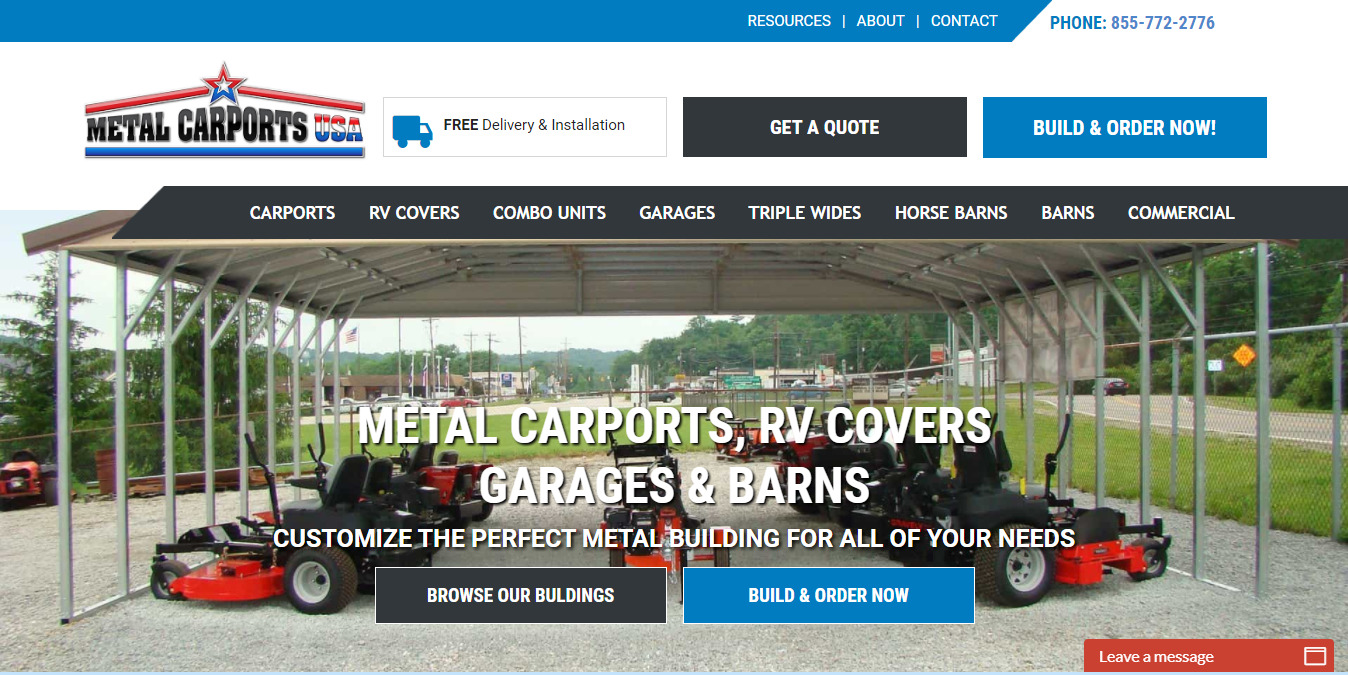 RESOURCES | ABOUT | CONTACT
PHONE: 855-772-2776
METAL CARPORTS USA
FREE Delivery & Installation
GET A QUOTE
BUILD & ORDER NOW!
CARPORTS RV COVERS COMBO UNITS GARAGES TRIPLE WIDES HORSE BARNS BARNS COMMERCIAL
METAL CARPORTS, RV COVERS
GARAGES & BARNS
CUSTOMIZE THE PERFECT METAL BUILDING FOR ALL OF YOUR NEEDS
BROWSE OUR BULDINGS
BUILD & ORDER NOW
Leave a message